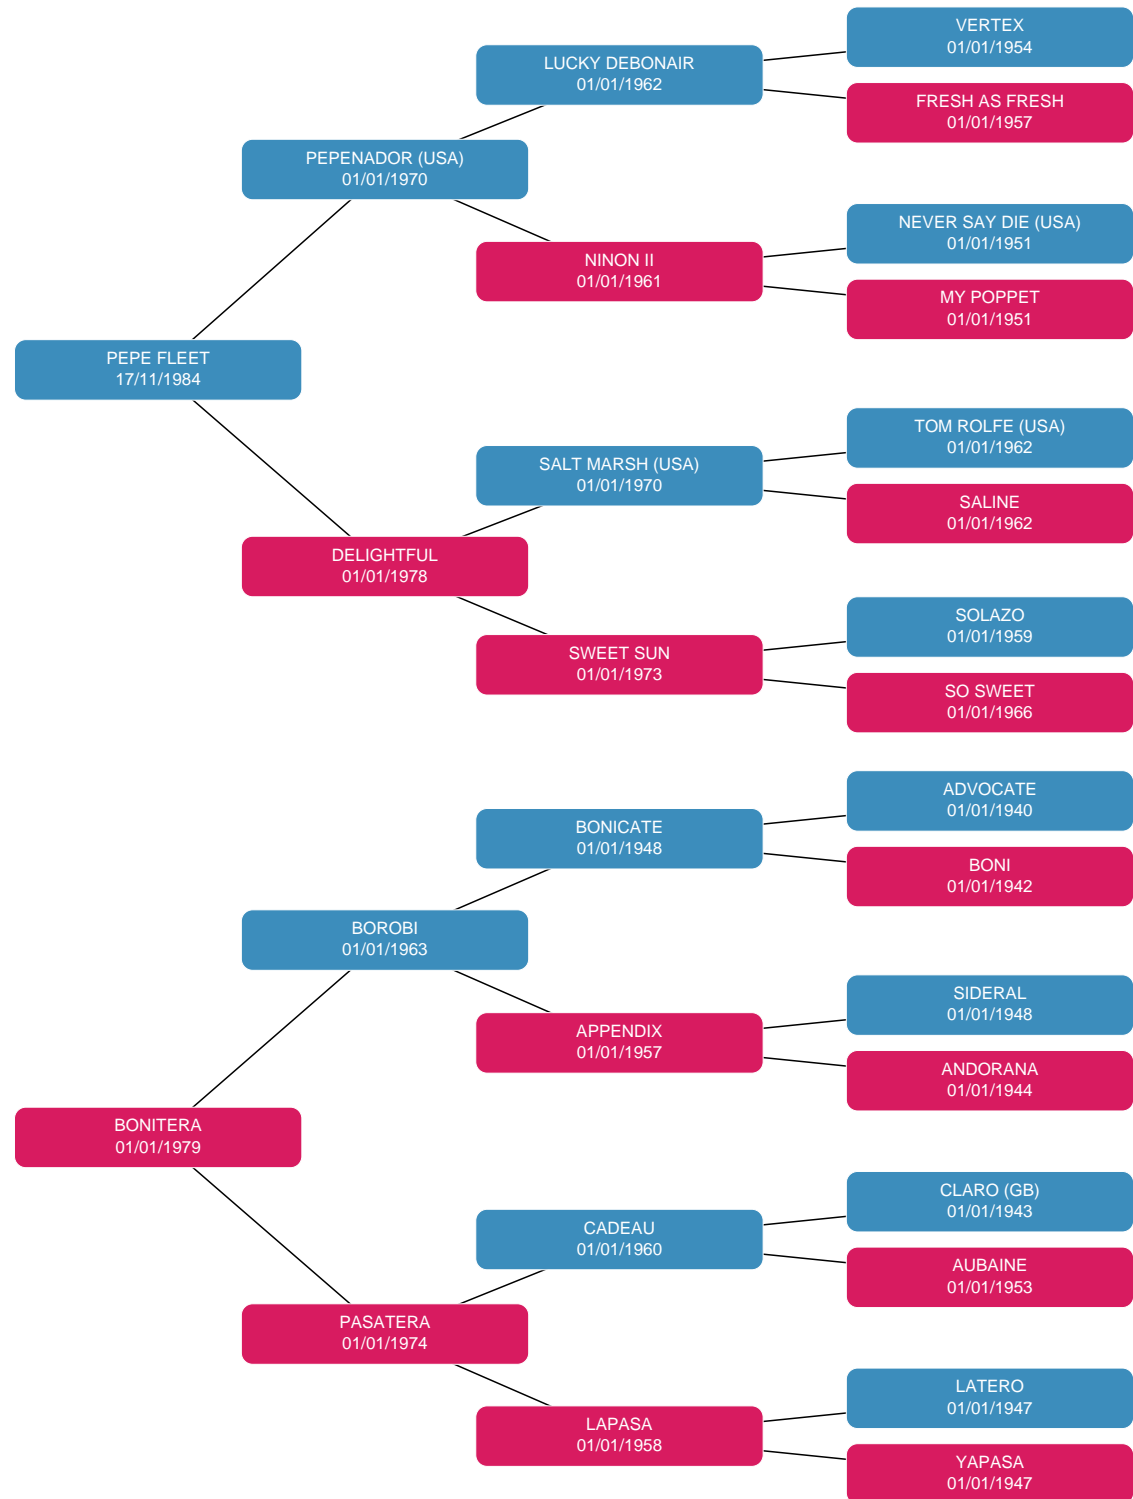 VERTEX
01/01/1954
LUCKY DEBONAIR
01/01/1962
FRESH AS FRESH
01/01/1957
PEPENADOR (USA)
01/01/1970
NEVER SAY DIE (USA)
01/01/1951
NINON II
01/01/1961
MY POPPET
01/01/1951
PEPE FLEET
17/11/1984
TOM ROLFE (USA)
01/01/1962
SALT MARSH (USA)
01/01/1970
SALINE
01/01/1962
DELIGHTFUL
01/01/1978
SOLAZO
01/01/1959
SWEET SUN
01/01/1973
SO SWEET
01/01/1966
ADVOCATE
01/01/1940
BONICATE
01/01/1948
BONI
01/01/1942
BOROBI
01/01/1963
SIDERAL
01/01/1948
APPENDIX
01/01/1957
ANDORANA
01/01/1944
BONITERA
01/01/1979
CLARO (GB)
01/01/1943
CADEAU
01/01/1960
AUBAINE
01/01/1953
PASATERA
01/01/1974
LATERO
01/01/1947
LAPASA
01/01/1958
YAPASA
01/01/1947